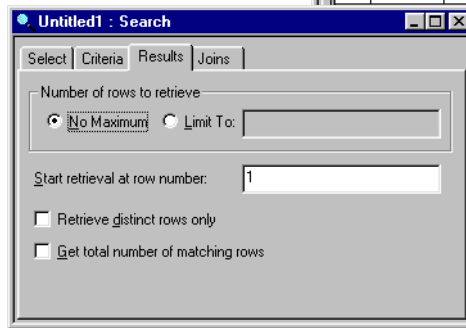 Untitled1 : Search
Select Criteria Results Joins
Number of rows to retrieve
No Maximum Limit To:
Start retrieval at row number: 1
Retrieve distinct rows only
Get total number of matching rows